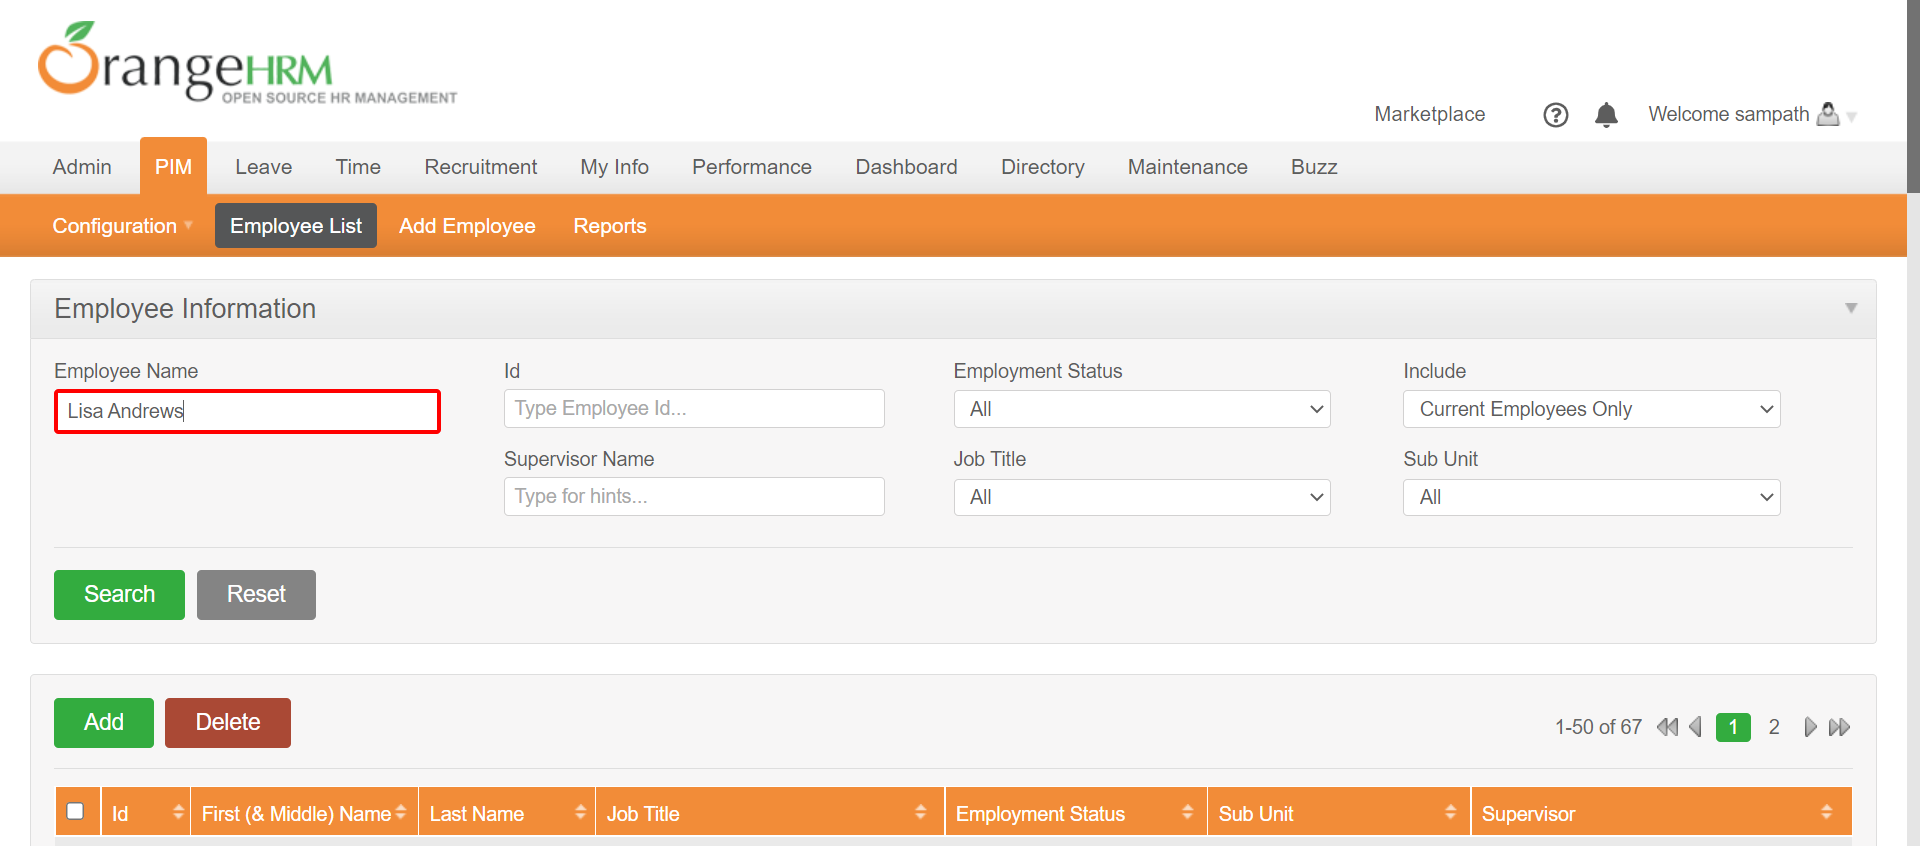 OrangeHRM
OPEN SOURCE HR MANAGEMENT
Marketplace ? Welcome sampath
Admin PIM Leave Time Recruitment My Info Performance Dashboard Directory Maintenance Buzz
Configuration Employee List Add Employee Reports
Employee Information
Employee Name Id Employment Status Include
Lisa Andrews Type Employee Id... All Current Employees Only
Supervisor Name Job Title Sub Unit
Type for hints... All All
Search Reset
Add Delete 1-50 of 67 1 2
Id First (& Middle) Name Last Name Job Title Employment Status Sub Unit Supervisor